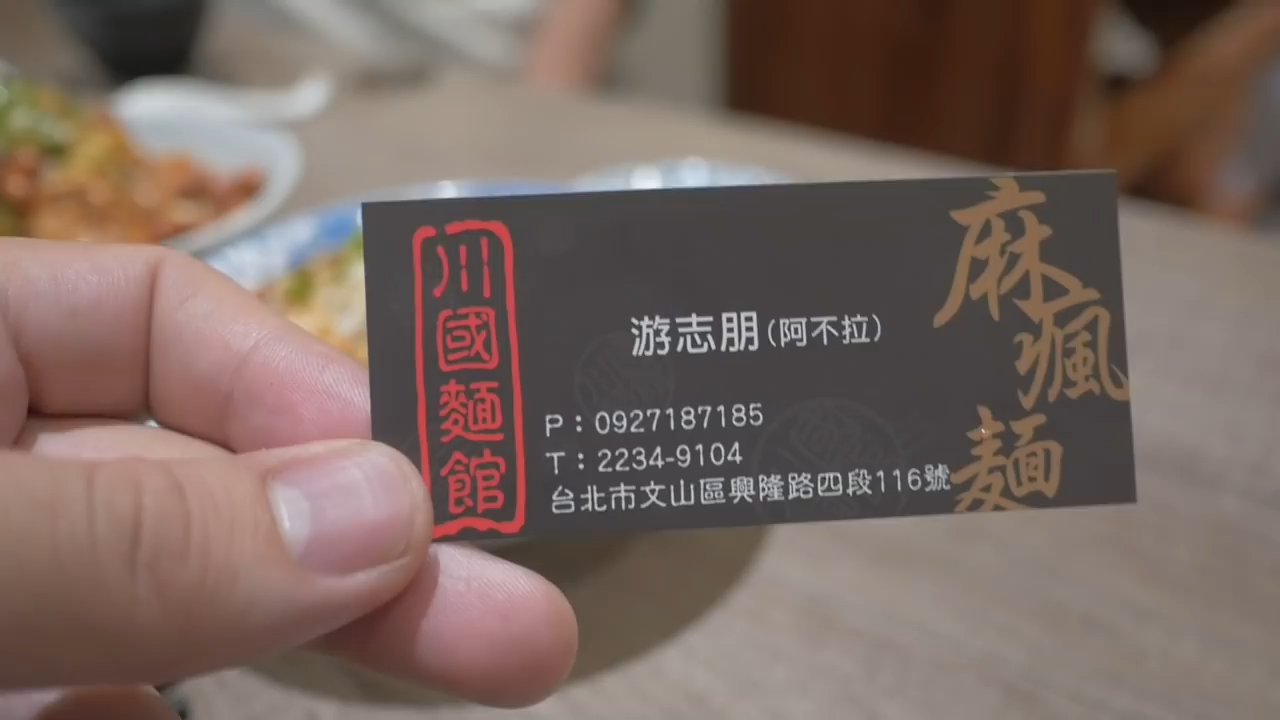 川國麵館
游志朋(阿不拉)
P：0927187185
T：2234-9104
台北市文山區興隆路四段116號
麻瘋麵